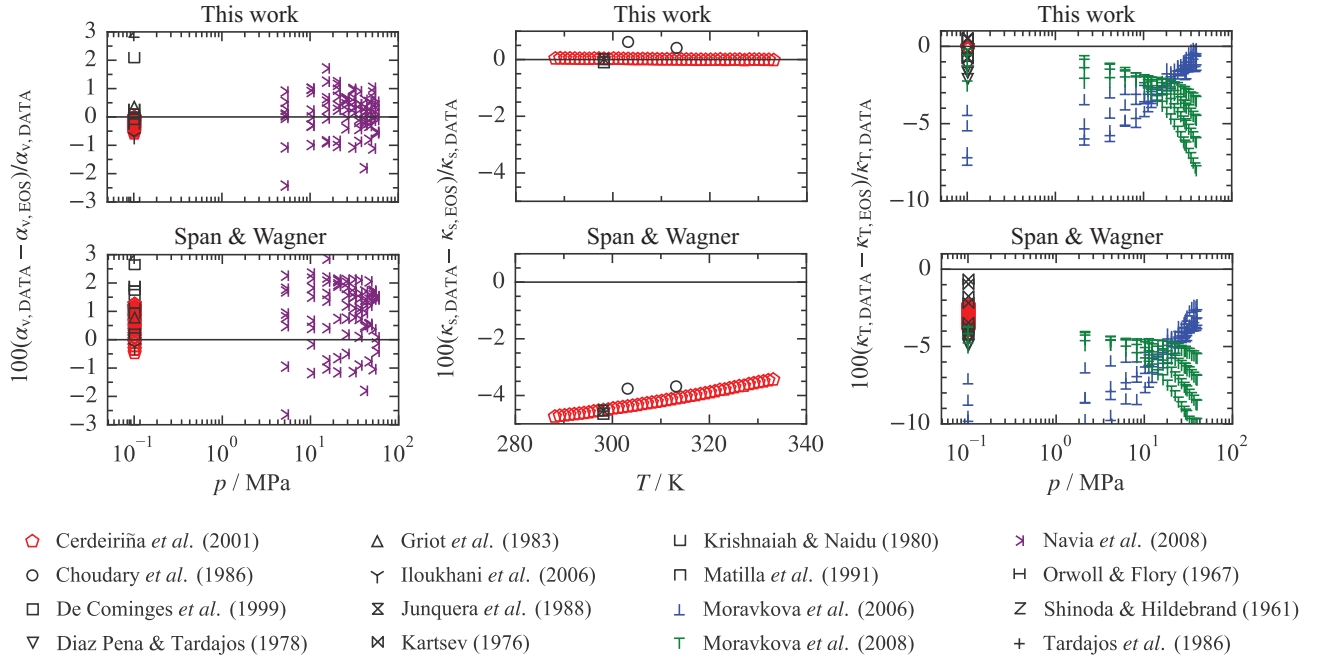 This work
This work
This work
3
2
1
0
−1
−2
−3
0
−2
−4
0
−5
−10
Span & Wagner
Span & Wagner
Span & Wagner
3
2
1
0
−1
−2
−3
0
−2
−4
0
−5
−10
100(αv,DATA − αv,EOS)/αv,DATA
100(κs,DATA − κs,EOS)/κs,DATA
100(κT,DATA − κT,EOS)/κT,DATA
10⁻¹ 10⁰ 10¹ 10²
280 300 320 340
10⁻¹ 10⁰ 10¹ 10²
p / MPa
T / K
p / MPa
Cerdeiriña et al. (2001)
Griot et al. (1983)
Krishnaiah & Naidu (1980)
Navia et al. (2008)
Choudary et al. (1986)
Iloukhani et al. (2006)
Matilla et al. (1991)
Orwoll & Flory (1967)
De Cominges et al. (1999)
Junquera et al. (1988)
Moravkova et al. (2006)
Shinoda & Hildebrand (1961)
Diaz Pena & Tardajos (1978)
Kartsev (1976)
Moravkova et al. (2008)
Tardajos et al. (1986)